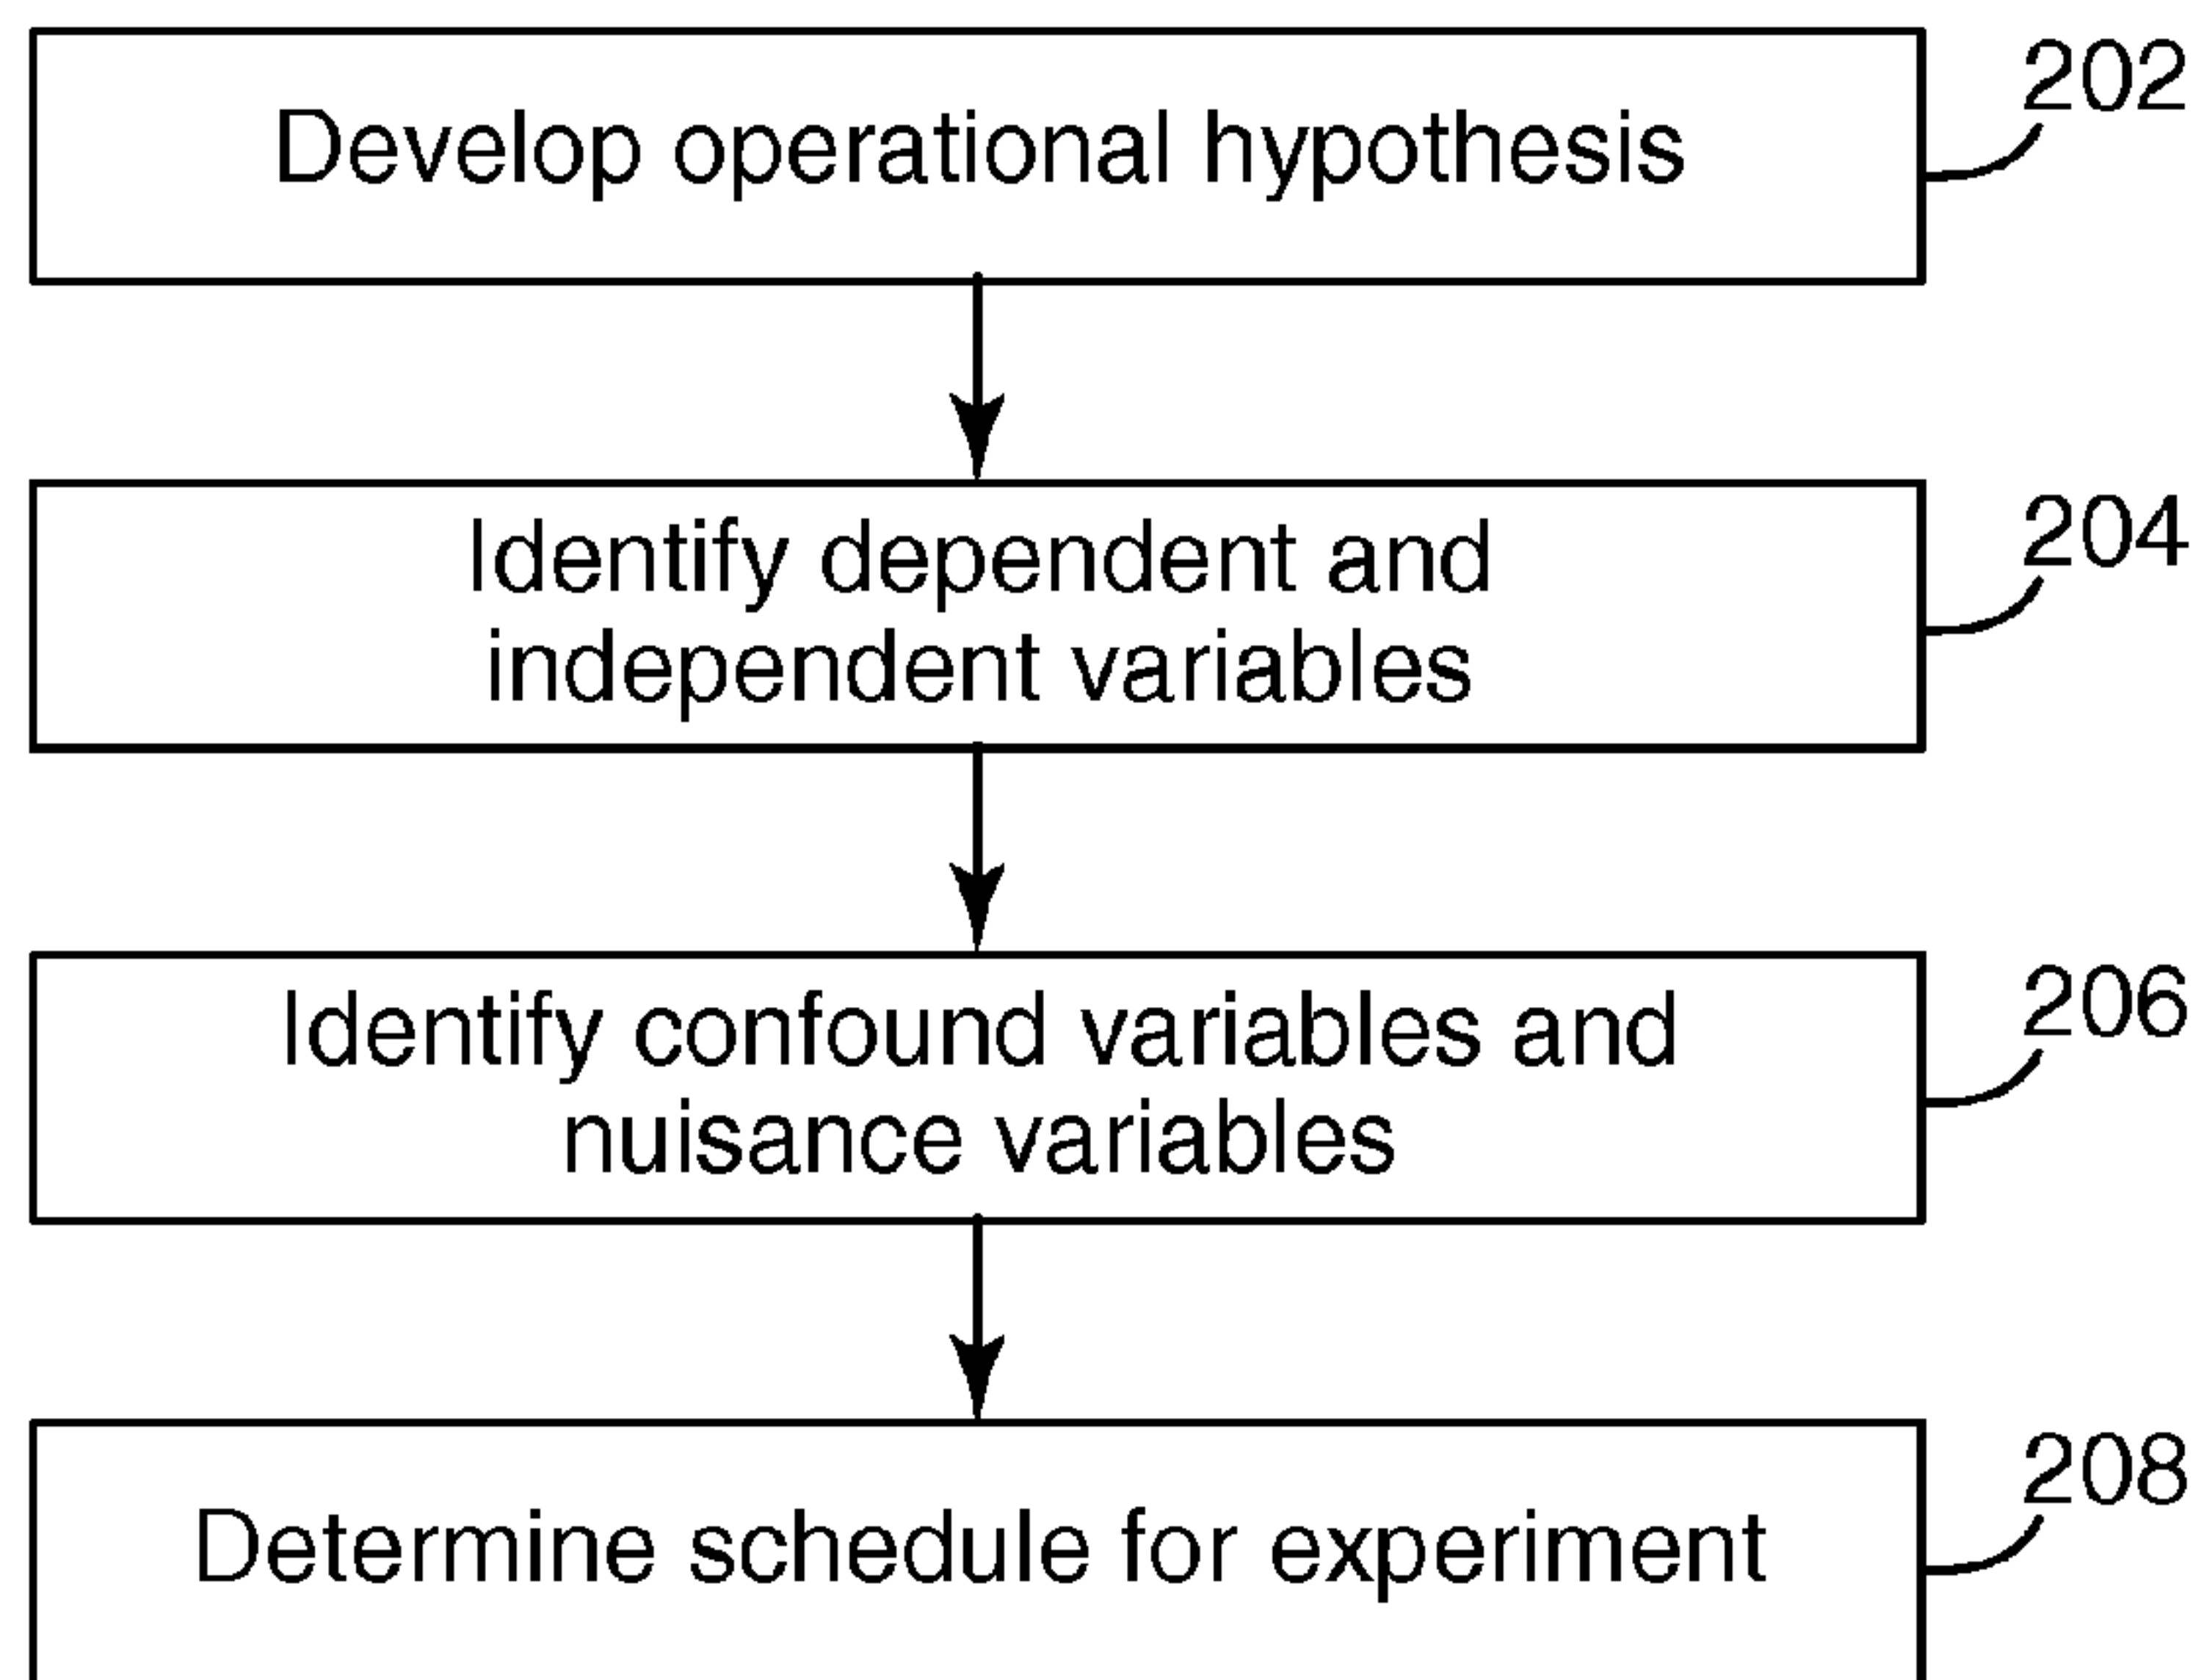 Develop operational hypothesis
202
Identify dependent and
independent variables
204
Identify confound variables and
nuisance variables
206
Determine schedule for experiment
208